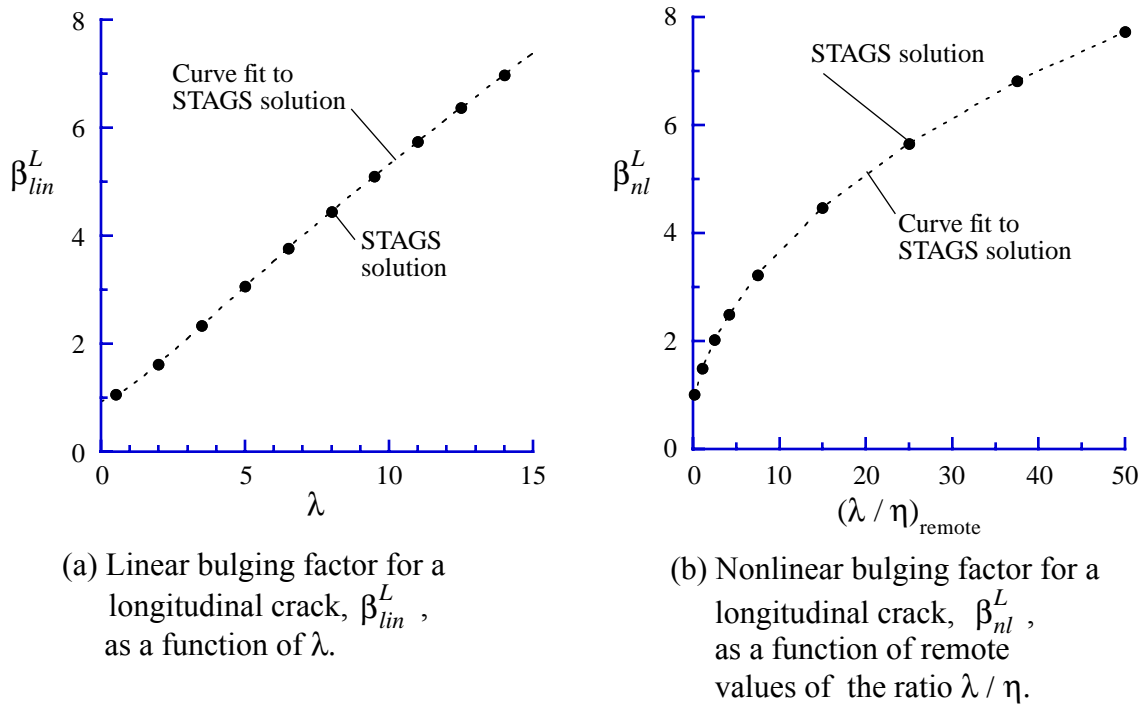 8
6
4
2
0
β^L_lin
Curve fit to
STAGS solution
STAGS
solution
0 5 10 15
λ
(a) Linear bulging factor for a
longitudinal crack, β^L_lin ,
as a function of λ.
8
6
4
2
0
β^L_nl
STAGS solution
Curve fit to
STAGS solution
0 10 20 30 40 50
(λ / η)remote
(b) Nonlinear bulging factor for a
longitudinal crack, β^L_nl ,
as a function of remote
values of the ratio λ / η.